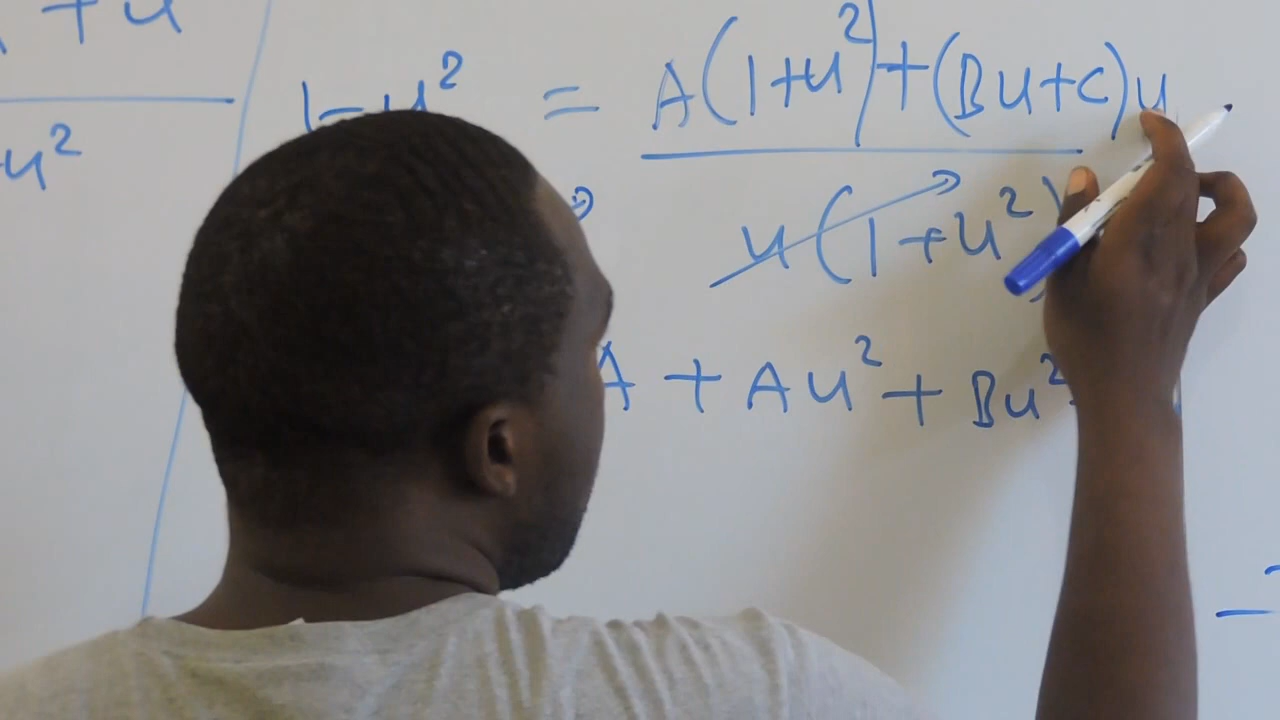 + u
u²
1 - u² = A(1+u²)+(Bu+C)u
u(1+u²)
A + Au² + Bu²